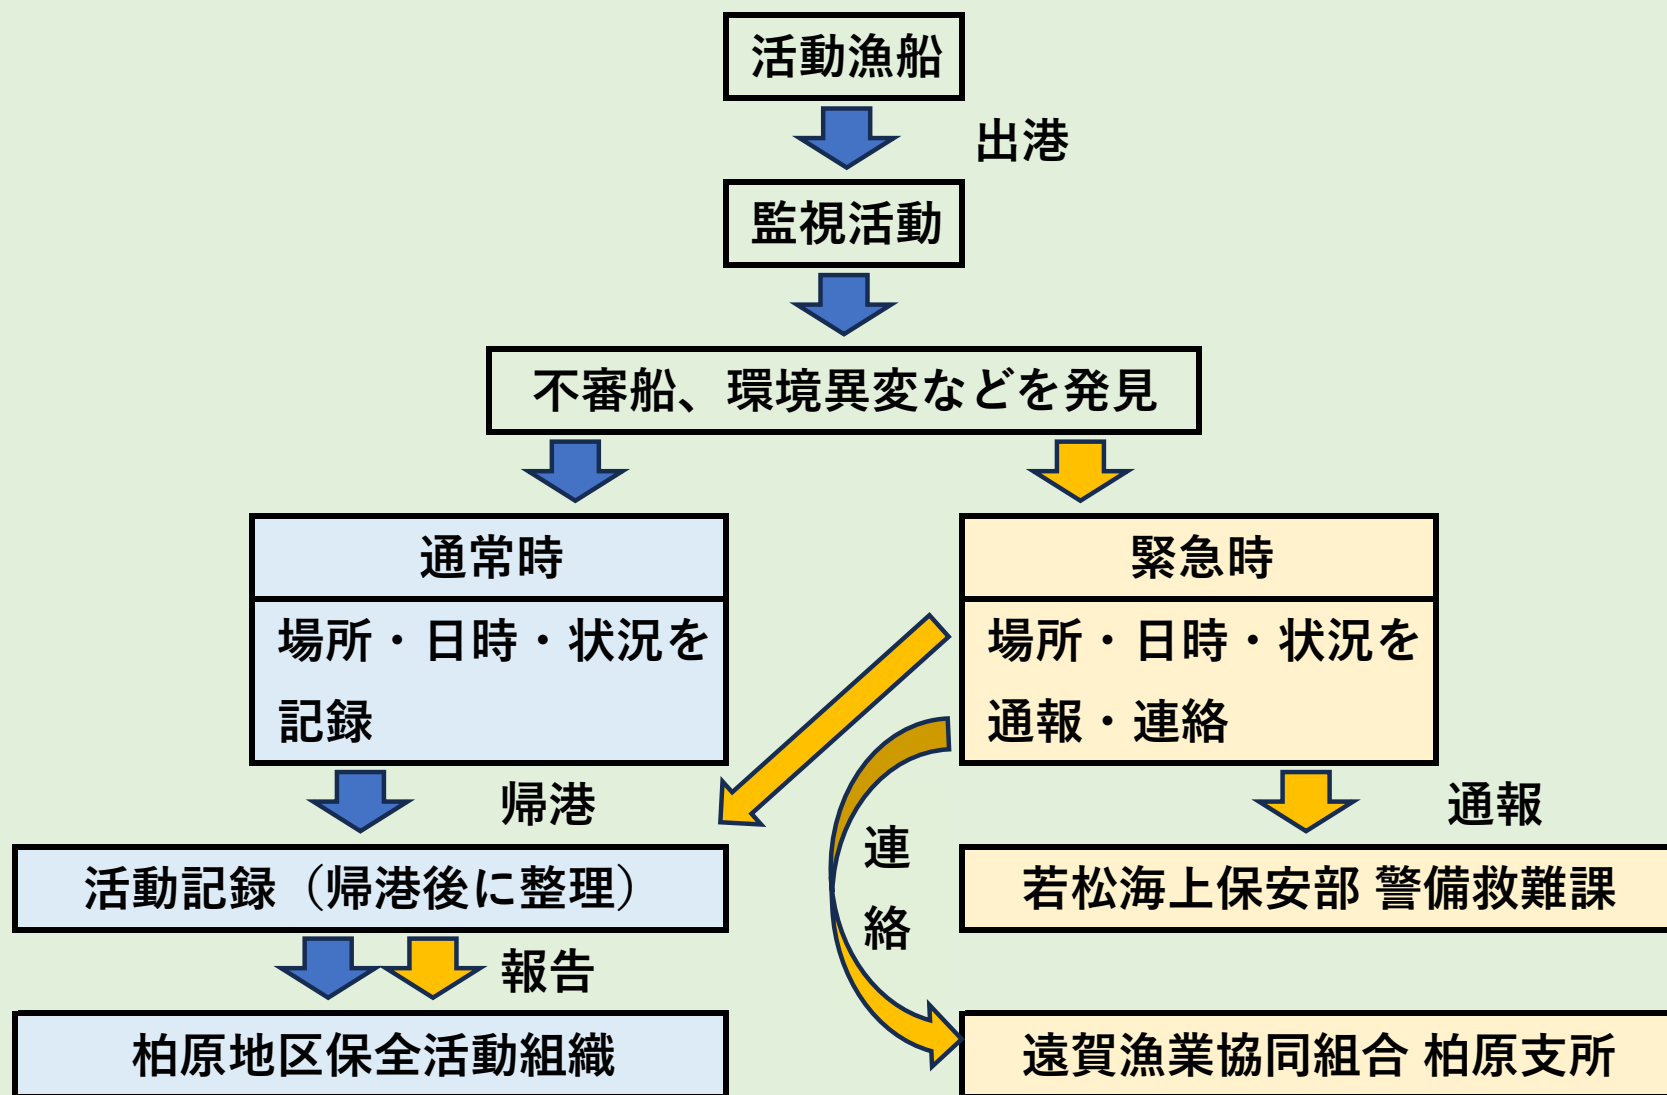 活動漁船
出港
監視活動
不審船、環境異変などを発見
通常時
場所・日時・状況を
記録
緊急時
場所・日時・状況を
通報・連絡
帰港
通報
連
絡
活動記録（帰港後に整理）
若松海上保安部 警備救難課
報告
柏原地区保全活動組織
遠賀漁業協同組合 柏原支所